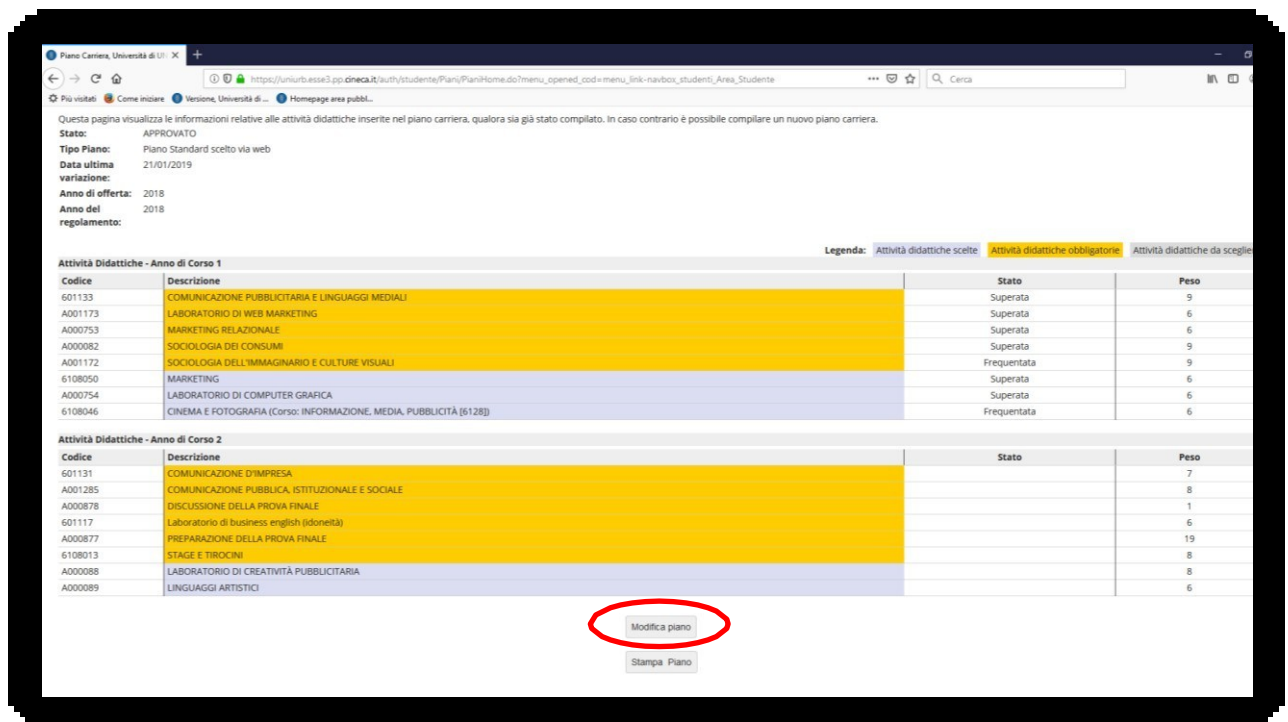 Piano Carriera, Università di U
https://uniurb.esse3.pp.cineca.it/auth/studente/Piani/PianiHome.do?menu_opened_cod=menu_link-navbox_studenti_Area_Studente
Cerca
Più visitati Come iniziare Versione, Università di ... Homepage area pubbl...
Questa pagina visualizza le informazioni relative alle attività didattiche inserite nel piano carriera, qualora sia già stato compilato. In caso contrario è possibile compilare un nuovo piano carriera.
Stato: APPROVATO
Tipo Piano: Piano Standard scelto via web
Data ultima variazione: 21/01/2019
Anno di offerta: 2018
Anno del regolamento: 2018
Legenda: Attività didattiche scelte Attività didattiche obbligatorie Attività didattiche da sceglie
Attività Didattiche - Anno di Corso 1
Codice Descrizione Stato Peso
601133 COMUNICAZIONE PUBBLICITARIA E LINGUAGGI MEDIALI Superata 9
A001173 LABORATORIO DI WEB MARKETING Superata 6
A000753 MARKETING RELAZIONALE Superata 6
A000082 SOCIOLOGIA DEI CONSUMI Superata 9
A001172 SOCIOLOGIA DELL'IMMAGINARIO E CULTURE VISUALI Frequentata 9
6108050 MARKETING Superata 6
A000754 LABORATORIO DI COMPUTER GRAFICA Superata 6
6108046 CINEMA E FOTOGRAFIA (Corso: INFORMAZIONE, MEDIA, PUBBLICITÀ [6128]) Frequentata 6
Attività Didattiche - Anno di Corso 2
Codice Descrizione Stato Peso
601131 COMUNICAZIONE D'IMPRESA 7
A001285 COMUNICAZIONE PUBBLICA, ISTITUZIONALE E SOCIALE 8
A000878 DISCUSSIONE DELLA PROVA FINALE 1
601117 Laboratorio di business english (idoneità) 6
A000877 PREPARAZIONE DELLA PROVA FINALE 19
6108013 STAGE E TIROCINI 8
A000088 LABORATORIO DI CREATIVITÀ PUBBLICITARIA 8
A000089 LINGUAGGI ARTISTICI 6
Modifica piano
Stampa Piano